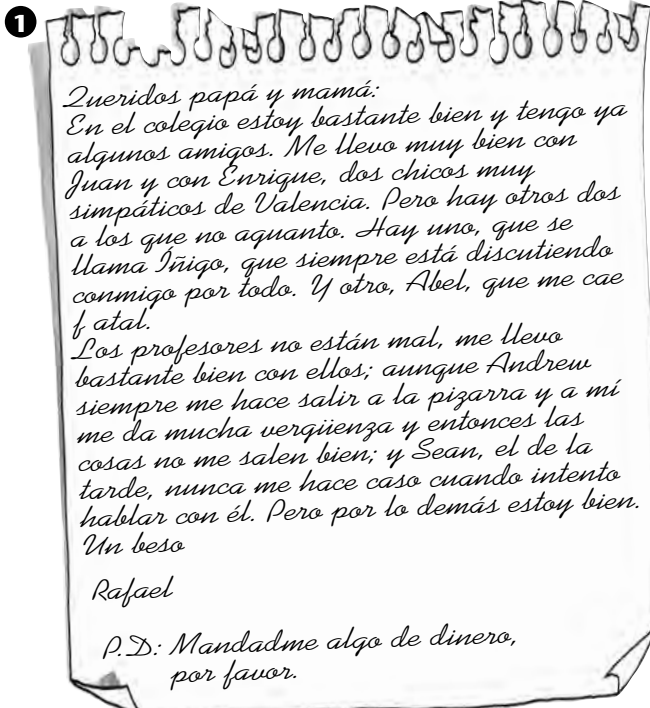 1
Queridos papá y mamá:
En el colegio estoy bastante bien y tengo ya
algunos amigos. Me llevo muy bien con
Juan y con Enrique, dos chicos muy
simpáticos de Valencia. Pero hay otros dos
a los que no aguanto. Hay uno, que se
llama Íñigo, que siempre está discutiendo
conmigo por todo. Y otro, Abel, que me cae
f atal.
Los profesores no están mal, me llevo
bastante bien con ellos; aunque Andrew
siempre me hace salir a la pizarra y a mí
me da mucha vergüenza y entonces las
cosas no me salen bien; y Sean, el de la
tarde, nunca me hace caso cuando intento
hablar con él. Pero por lo demás estoy bien.
Un beso
Rafael
P.D: Mandadme algo de dinero,
por favor.